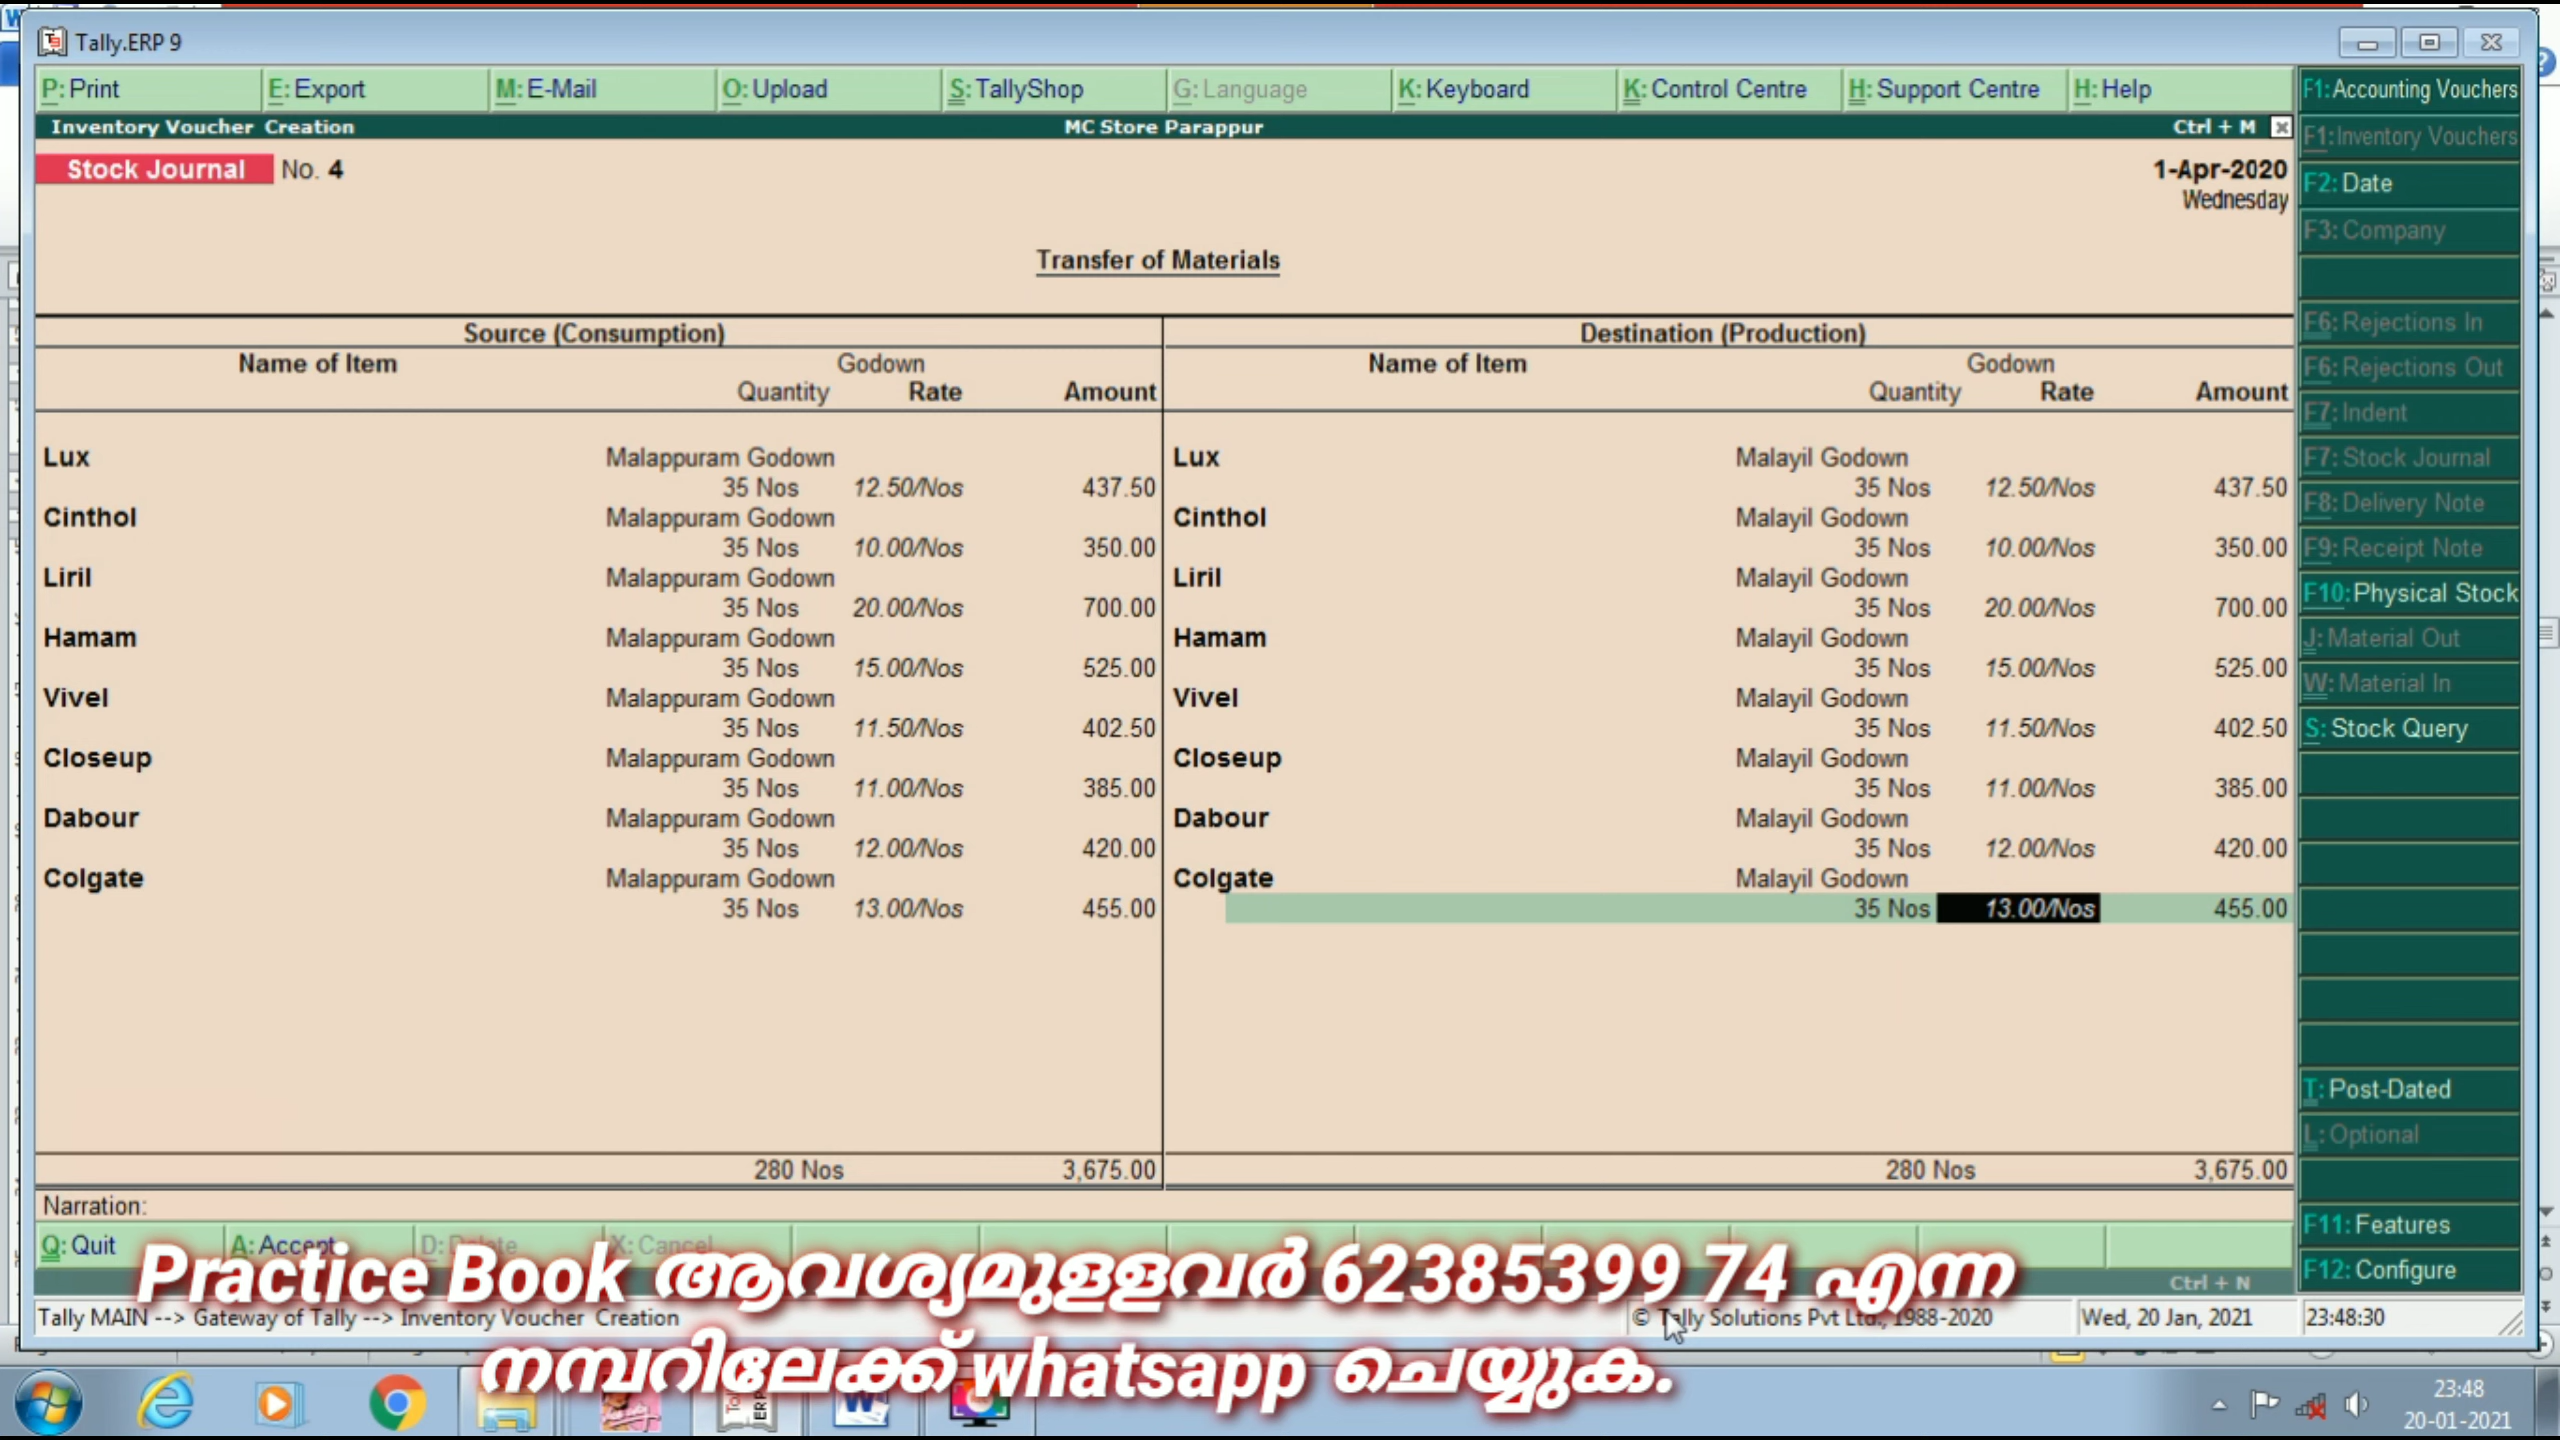 Tally.ERP 9
P: Print E: Export M: E-Mail O: Upload S: TallyShop G: Language K: Keyboard K: Control Centre H: Support Centre H: Help
Inventory Voucher Creation MC Store Parappur Ctrl + M
Stock Journal No. 4 1-Apr-2020
Wednesday
Transfer of Materials
Source (Consumption) Destination (Production)
Name of Item Godown Name of Item Godown
Quantity Rate Amount Quantity Rate Amount
Lux Malappuram Godown Lux Malayil Godown
35 Nos 12.50/Nos 437.50 35 Nos 12.50/Nos 437.50
Cinthol Malappuram Godown Cinthol Malayil Godown
35 Nos 10.00/Nos 350.00 35 Nos 10.00/Nos 350.00
Liril Malappuram Godown Liril Malayil Godown
35 Nos 20.00/Nos 700.00 35 Nos 20.00/Nos 700.00
Hamam Malappuram Godown Hamam Malayil Godown
35 Nos 15.00/Nos 525.00 35 Nos 15.00/Nos 525.00
Vivel Malappuram Godown Vivel Malayil Godown
35 Nos 11.50/Nos 402.50 35 Nos 11.50/Nos 402.50
Closeup Malappuram Godown Closeup Malayil Godown
35 Nos 11.00/Nos 385.00 35 Nos 11.00/Nos 385.00
Dabour Malappuram Godown Dabour Malayil Godown
35 Nos 12.00/Nos 420.00 35 Nos 12.00/Nos 420.00
Colgate Malappuram Godown Colgate Malayil Godown
35 Nos 13.00/Nos 455.00 35 Nos 13.00/Nos 455.00
280 Nos 3,675.00 280 Nos 3,675.00
Narration:
Q: Quit A: Accept D: Delete X: Cancel
Ctrl + N
F1: Accounting Vouchers
F1: Inventory Vouchers
F2: Date
F3: Company
F6: Rejections In
F6: Rejections Out
F7: Indent
F7: Stock Journal
F8: Delivery Note
F9: Receipt Note
F10: Physical Stock
J: Material Out
W: Material In
S: Stock Query
T: Post-Dated
L: Optional
F11: Features
F12: Configure
Practice Book ആവശ്യമുള്ളവർ 62385399 74 എന്ന
നമ്പറിലേക്ക് whatsapp ചെയ്യുക.
Tally MAIN --> Gateway of Tally --> Inventory Voucher Creation © Tally Solutions Pvt Ltd., 1988-2020 Wed, 20 Jan, 2021 23:48:30
23:48
20-01-2021